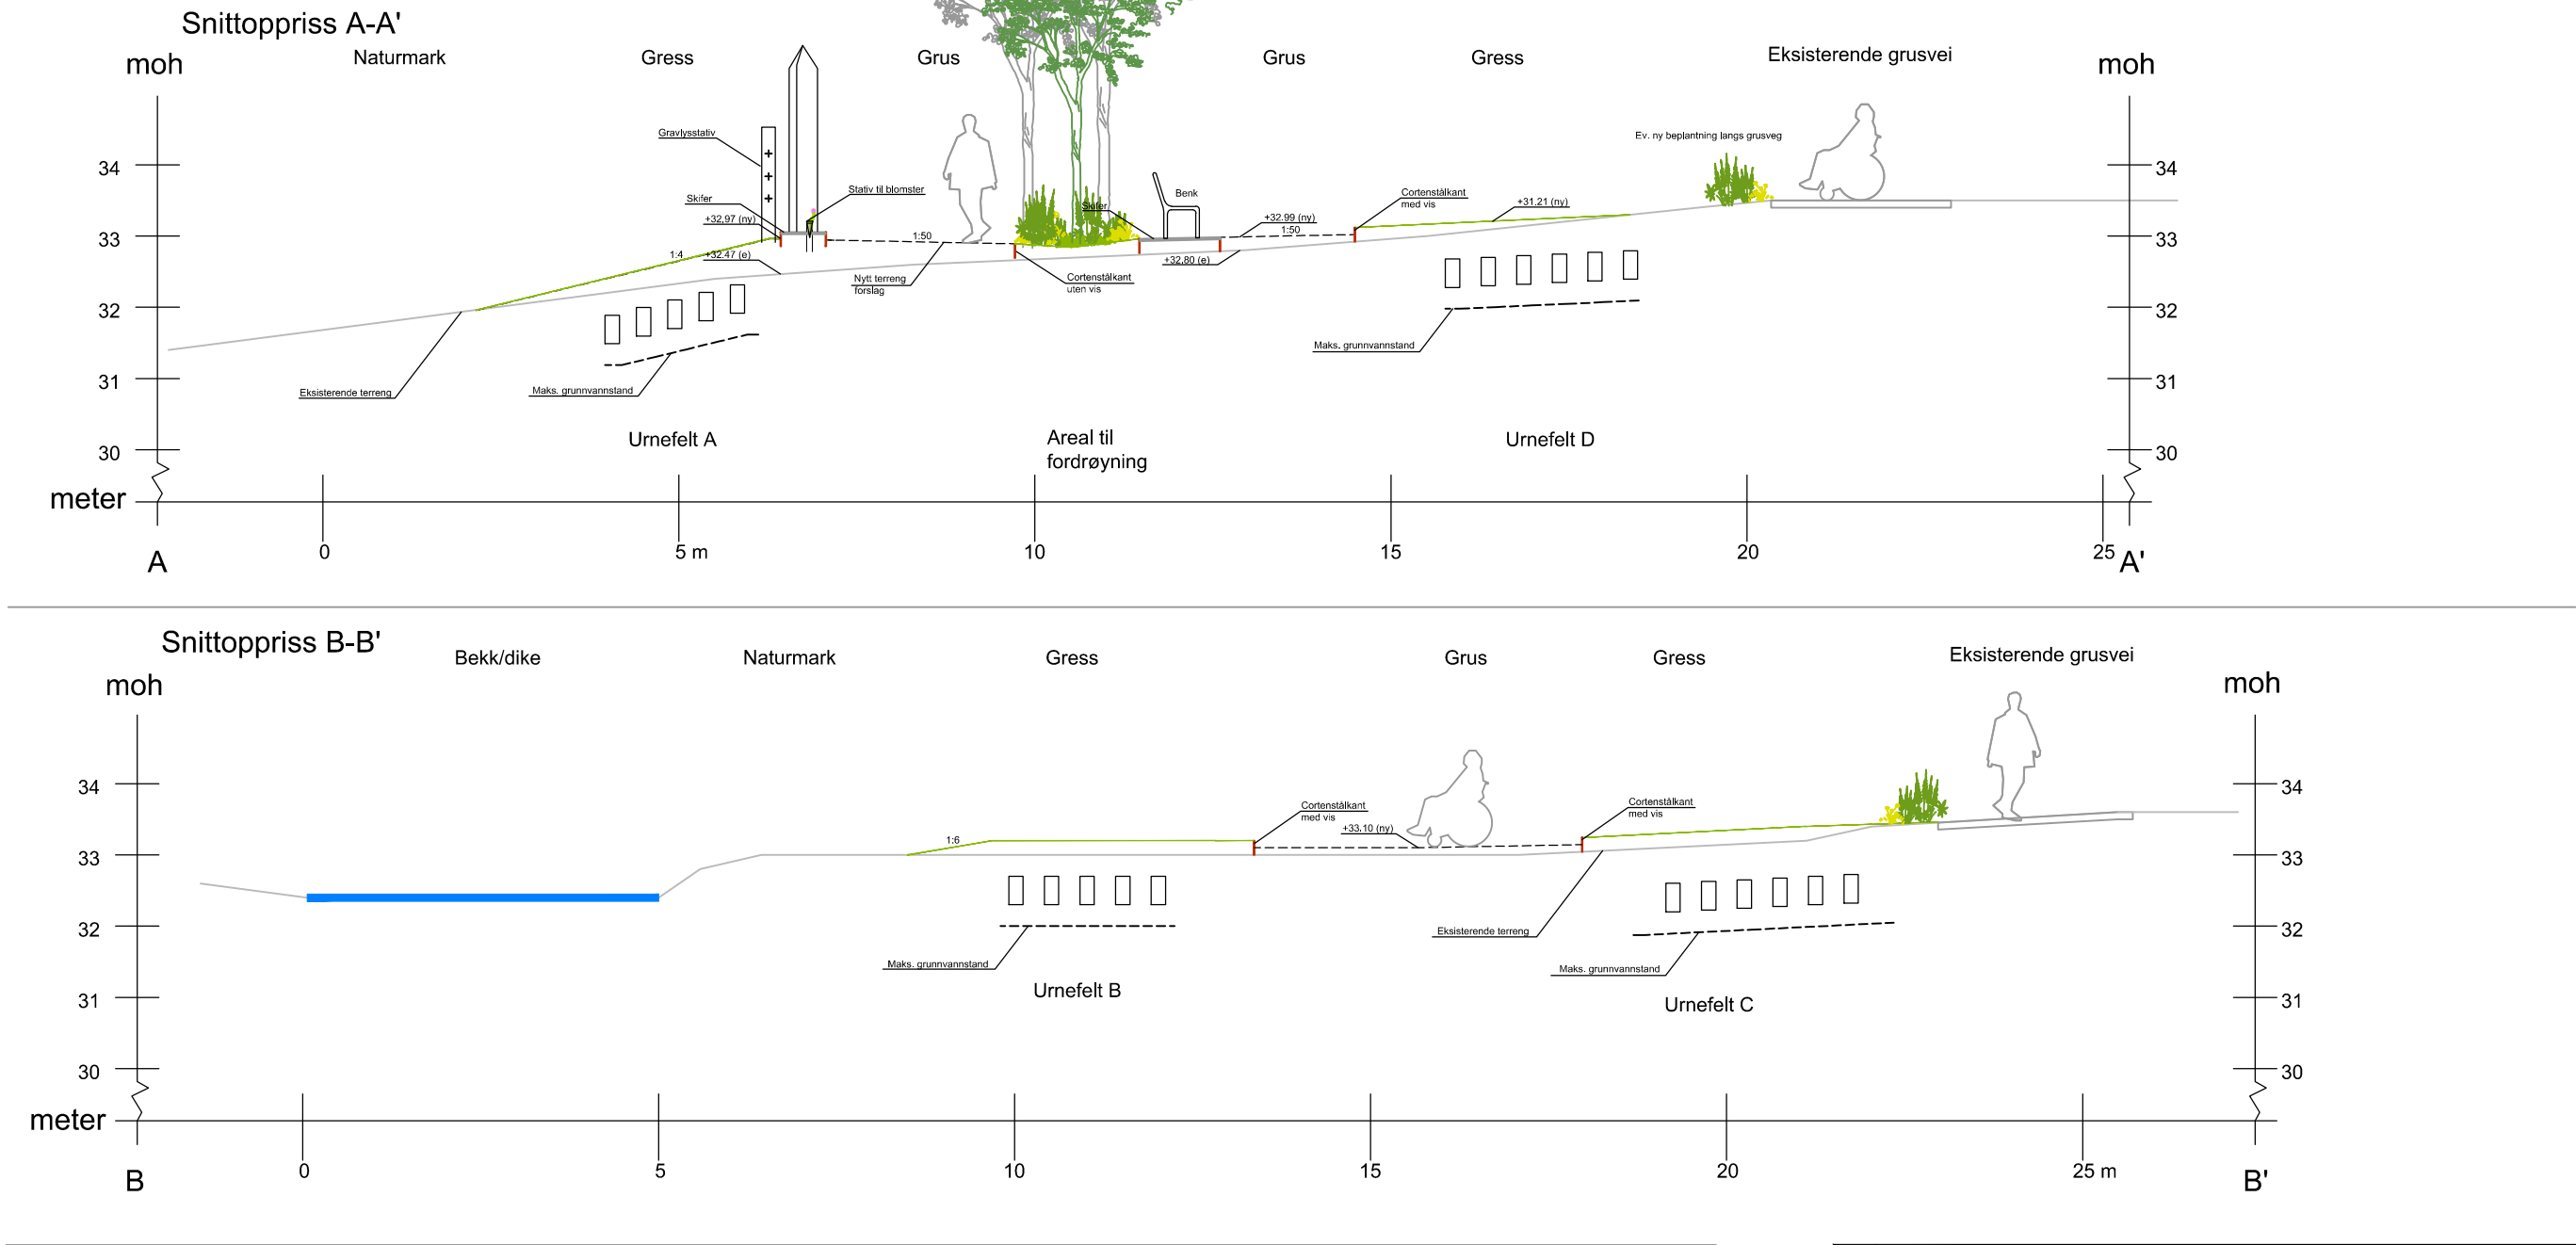 Snittoppriss A-A'
Naturmark
Gress
Grus
Grus
Gress
Eksisterende grusvei
moh
moh
Gravlysstativ
Ev. ny beplantning langs grusveg
34
34
Skifer
Stativ til blomster
Skifer
Benk
Cortenstålkant
med vis
+31.21 (ny)
+32,97 (ny)
+32.99 (ny)
33
1:50
1:50
33
1:4
+32.47 (e)
+32,80 (e)
Nytt terreng
forslag
Cortenstålkant
uten vis
32
32
Maks. grunnvannstand
31
31
Eksisterende terreng
Maks. grunnvannstand
Urnefelt A
Areal til
fordrøyning
Urnefelt D
30
30
meter
0
5 m
10
15
20
25
A
A'
Snittoppriss B-B'
Bekk/dike
Naturmark
Gress
Grus
Gress
Eksisterende grusvei
moh
moh
34
34
Cortenstålkant
med vis
Cortenstålkant
med vis
+33.10 (ny)
1:6
33
33
32
32
Eksisterende terreng
Maks. grunnvannstand
Maks. grunnvannstand
Urnefelt B
Urnefelt C
31
31
30
30
meter
0
5
10
15
20
25 m
B
B'